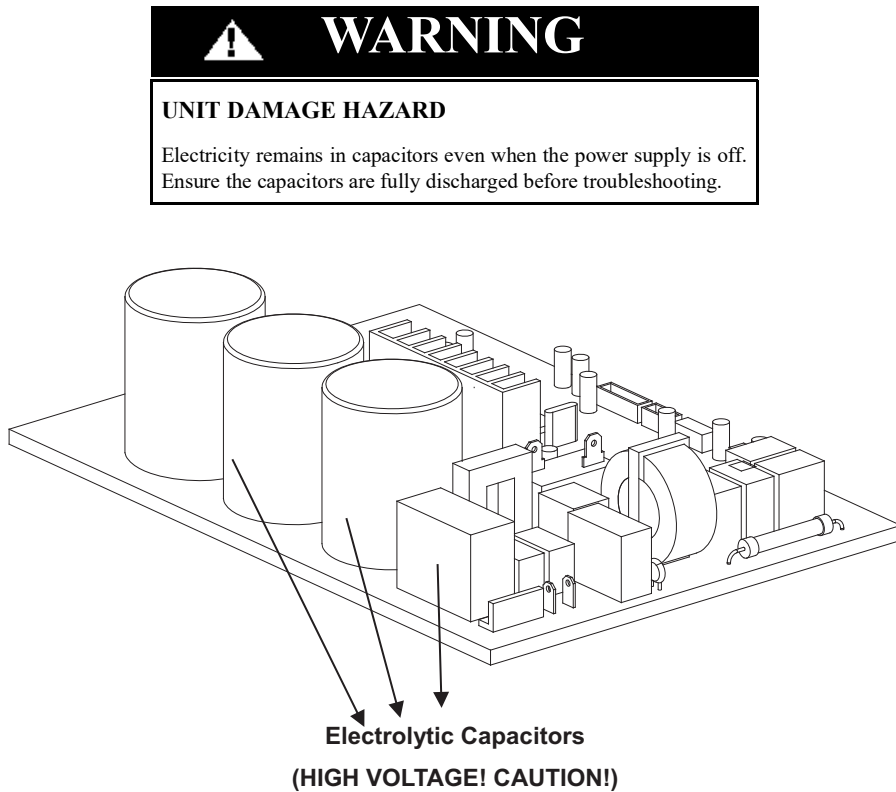 WARNING
UNIT DAMAGE HAZARD
Electricity remains in capacitors even when the power supply is off.
Ensure the capacitors are fully discharged before troubleshooting.
Electrolytic Capacitors
(HIGH VOLTAGE! CAUTION!)